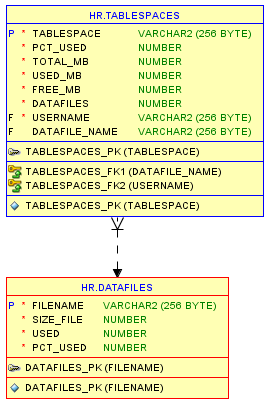 HR.TABLESPACES
P * TABLESPACE VARCHAR2 (256 BYTE)
* PCT_USED NUMBER
* TOTAL_MB NUMBER
* USED_MB NUMBER
* FREE_MB NUMBER
* DATAFILES NUMBER
F * USERNAME VARCHAR2 (256 BYTE)
F DATAFILE_NAME VARCHAR2 (256 BYTE)
TABLESPACES_PK (TABLESPACE)
TABLESPACES_FK1 (DATAFILE_NAME)
TABLESPACES_FK2 (USERNAME)
TABLESPACES_PK (TABLESPACE)
HR.DATAFILES
P * FILENAME VARCHAR2 (256 BYTE)
* SIZE_FILE NUMBER
* USED NUMBER
* PCT_USED NUMBER
DATAFILES_PK (FILENAME)
DATAFILES_PK (FILENAME)